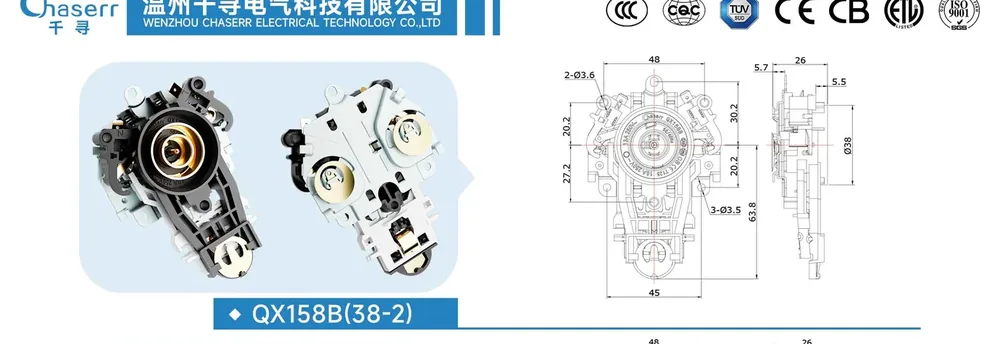 Chaserr
千寻
温州千寻电气科技有限公司
WENZHOU CHASERR ELECTRICAL TECHNOLOGY CO.,LTD
CCC
CQC
TÜV
SUD
CE
CB
ETL
ISO
9001
SGS
N
48
2-Ø3.6
20.2
27.2
30.2
20.2
63.8
3-Ø3.5
45
26
5.7
5.5
Ø38
QX158B(38-2)
48
26